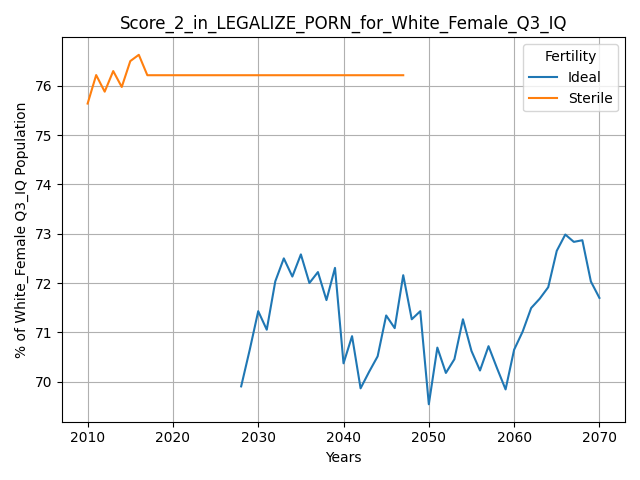 Score_2_in_LEGALIZE_PORN_for_White_Female_Q3_IQ
% of White_Female Q3_IQ Population
76
75
74
73
72
71
70
Fertility
Ideal
Sterile
2010 2020 2030 2040 2050 2060 2070
Years